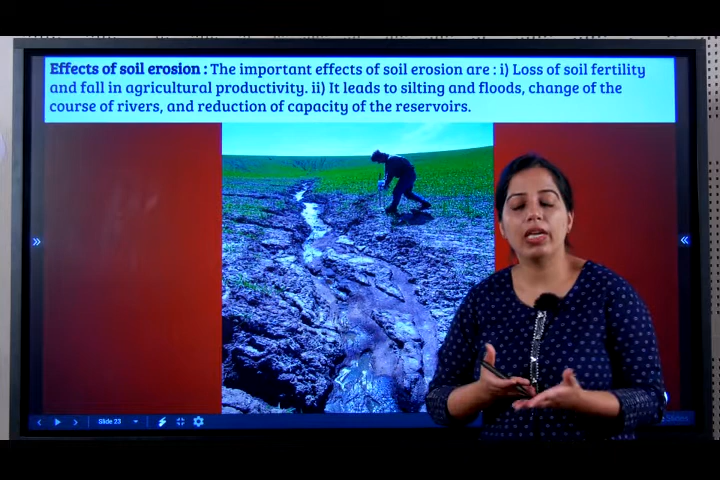 Effects of soil erosion : The important effects of soil erosion are : i) Loss of soil fertility
and fall in agricultural productivity. ii) It leads to silting and floods, change of the
course of rivers, and reduction of capacity of the reservoirs.
Slide 23